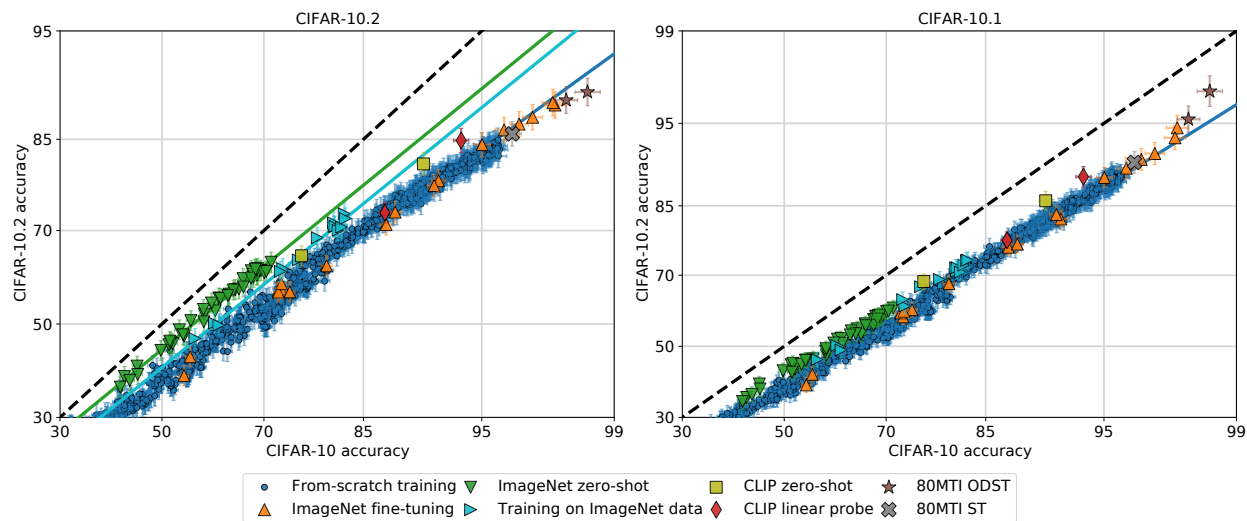 CIFAR-10.2
95
85
70
50
30
CIFAR-10.2 accuracy
30
50
70
85
95
99
CIFAR-10 accuracy
CIFAR-10.1
99
95
85
70
50
30
CIFAR-10.2 accuracy
30
50
70
85
95
99
CIFAR-10 accuracy
From-scratch training
ImageNet zero-shot
CLIP zero-shot
80MTI ODST
ImageNet fine-tuning
Training on ImageNet data
CLIP linear probe
80MTI ST